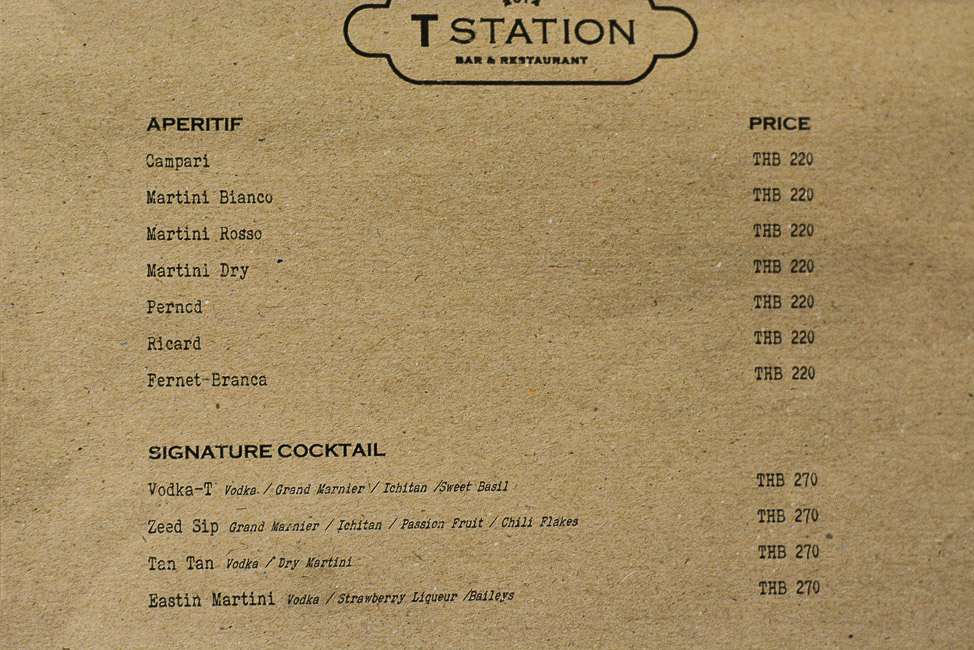 T STATION
BAR & RESTAURANT
APERITIF PRICE
Campari THB 220
Martini Bianco THB 220
Martini Rosso THB 220
Martini Dry THB 220
Pernod THB 220
Ricard THB 220
Fernet-Branca THB 220
SIGNATURE COCKTAIL
Vodka-T Vodka / Grand Marnier / Ichitan /Sweet Basil THB 270
Zeed Sip Grand Marnier / Ichitan / Passion Fruit / Chili Flakes THB 270
Tan Tan Vodka / Dry Martini THB 270
Eastin Martini Vodka / Strawberry Liqueur /Baileys THB 270